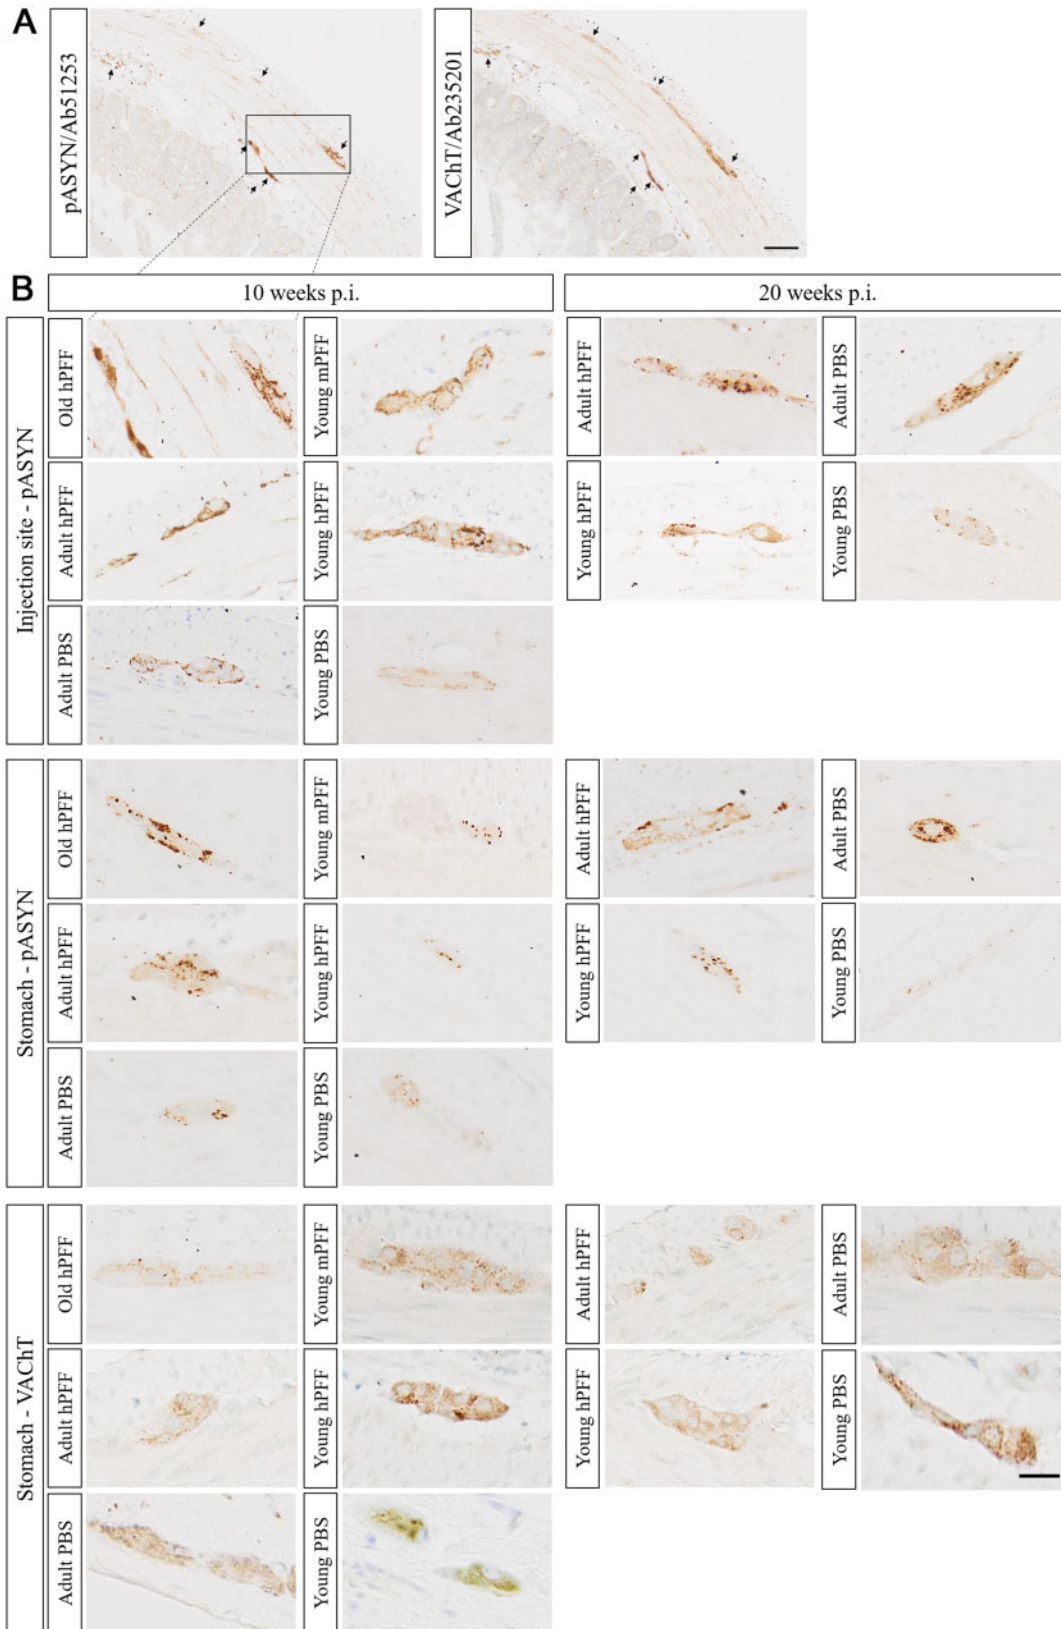 A
pASYN/Ab51253
VAChT/Ab235201
B
10 weeks p.i.
20 weeks p.i.
Injection site - pASYN
Old hPFF
Young mPFF
Adult hPFF
Adult PBS
Adult hPFF
Young hPFF
Young hPFF
Young PBS
Adult PBS
Young PBS
Stomach - pASYN
Old hPFF
Young mPFF
Adult hPFF
Adult PBS
Adult hPFF
Young hPFF
Young hPFF
Young PBS
Adult PBS
Young PBS
Stomach - VAChT
Old hPFF
Young mPFF
Adult hPFF
Adult PBS
Adult hPFF
Young hPFF
Young hPFF
Young PBS
Adult PBS
Young PBS